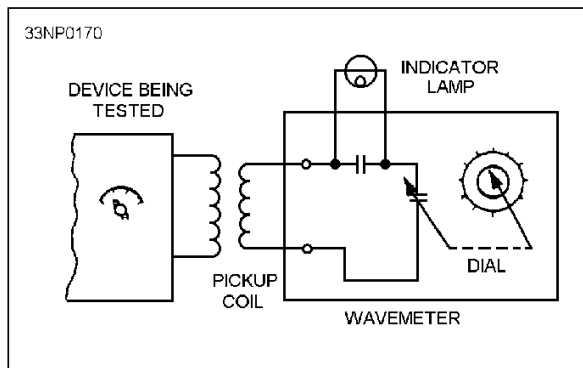 33NP0170
DEVICE BEING
TESTED
INDICATOR
LAMP
PICKUP
COIL
DIAL
WAVEMETER